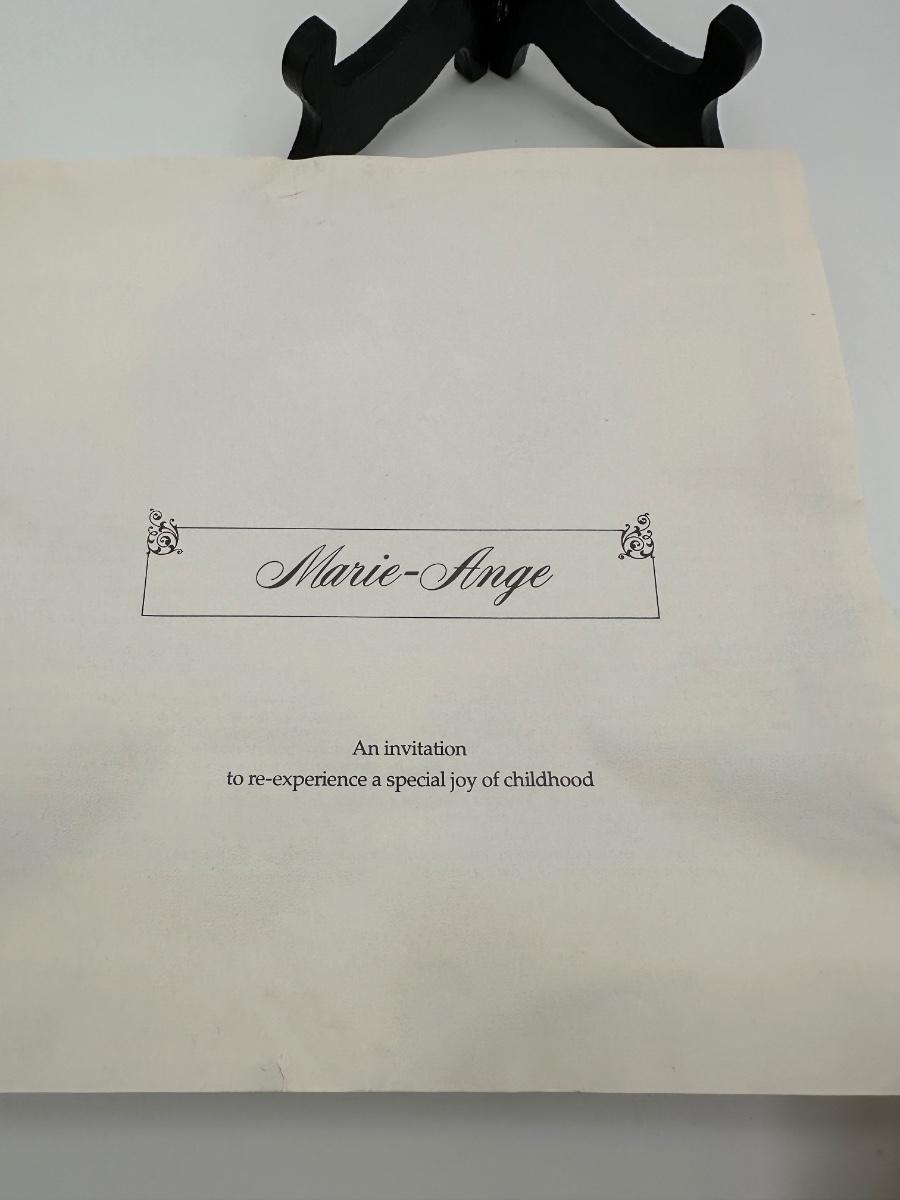 Marie-Ange
An invitation
to re-experience a special joy of childhood